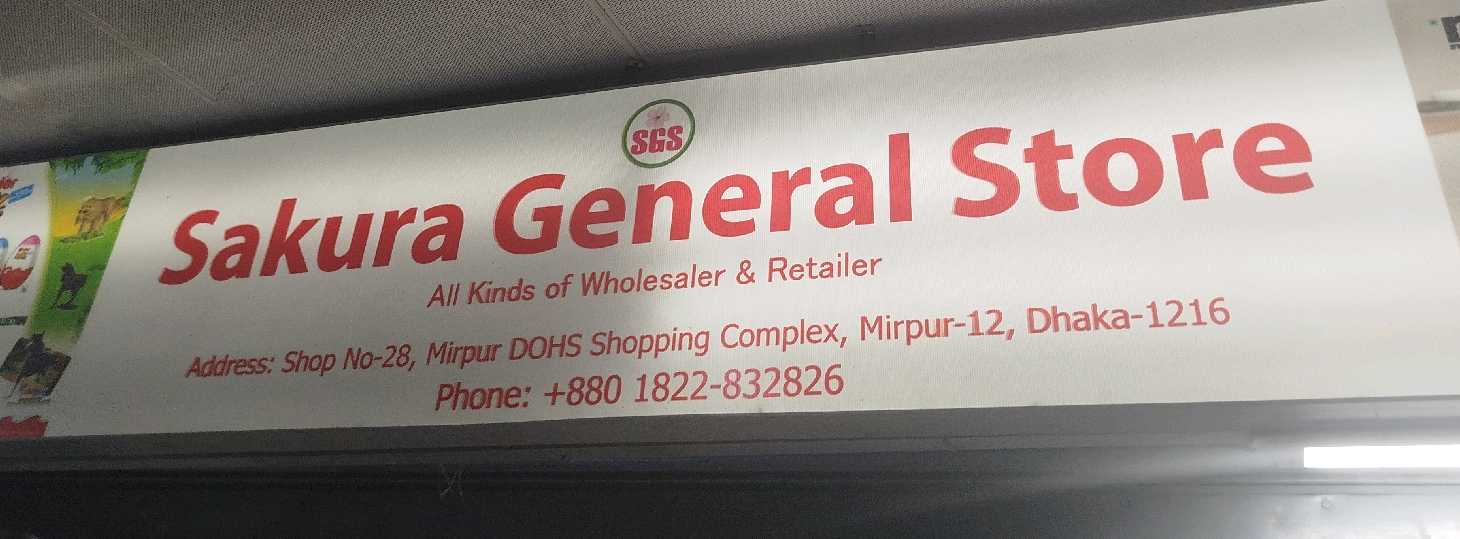 SGS
Sakura General Store
All Kinds of Wholesaler & Retailer
Address: Shop No-28, Mirpur DOHS Shopping Complex, Mirpur-12, Dhaka-1216
Phone: +880 1822-832826